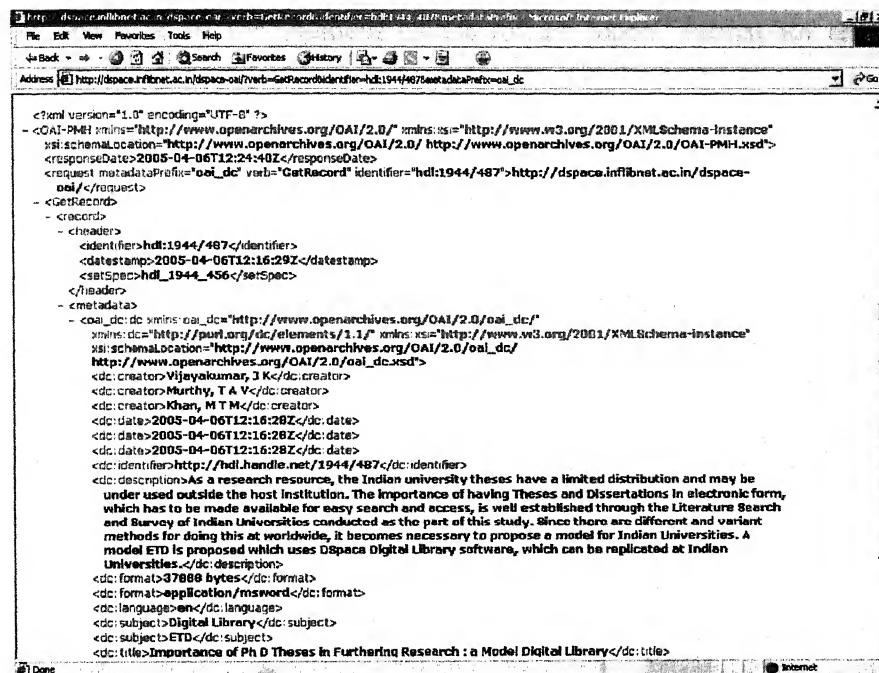 http://dspace.inflibnet.ac.in/dspace-oai/?verb=GetRecord&identifier=hdl:1944/487&metadataPrefix - Microsoft Internet Explorer
File Edit View Favorites Tools Help
Back Search Favorites History
Address http://dspace.inflibnet.ac.in/dspace-oai/?verb=GetRecord&identifier=hdl:1944/487&metadataPrefix=oai_dc Go
<?xml version="1.0" encoding="UTF-8" ?>
- <OAI-PMH xmlns="http://www.openarchives.org/OAI/2.0/" xmlns:xsi="http://www.w3.org/2001/XMLSchema-instance"
xsi:schemaLocation="http://www.openarchives.org/OAI/2.0/ http://www.openarchives.org/OAI/2.0/OAI-PMH.xsd">
<responseDate>2005-04-06T12:24:40Z</responseDate>
<request metadataPrefix="oai_dc" verb="GetRecord" identifier="hdl:1944/487">http://dspace.inflibnet.ac.in/dspace-
oai/</request>
- <GetRecord>
- <record>
- <header>
<identifier>hdl:1944/487</identifier>
<datestamp>2005-04-06T12:16:29Z</datestamp>
<setSpec>hdl_1944_456</setSpec>
</header>
- <metadata>
- <oai_dc:dc xmlns:oai_dc="http://www.openarchives.org/OAI/2.0/oai_dc/"
xmlns:dc="http://purl.org/dc/elements/1.1/" xmlns:xsi="http://www.w3.org/2001/XMLSchema-instance"
xsi:schemaLocation="http://www.openarchives.org/OAI/2.0/oai_dc/
http://www.openarchives.org/OAI/2.0/oai_dc.xsd">
<dc:creator>Vijayakumar, J K</dc:creator>
<dc:creator>Murthy, T A V</dc:creator>
<dc:creator>Khan, M T M</dc:creator>
<dc:date>2005-04-06T12:16:28Z</dc:date>
<dc:date>2005-04-06T12:16:28Z</dc:date>
<dc:date>2005-04-06T12:16:28Z</dc:date>
<dc:identifier>http://hdl.handle.net/1944/487</dc:identifier>
<dc:description>As a research resource, the Indian university theses have a limited distribution and may be
under used outside the host institution. The importance of having Theses and Dissertations in electronic form,
which has to be made available for easy search and access, is well established through the Literature Search
and Survey of Indian Universities conducted as the part of this study. Since there are different and variant
methods for doing this at worldwide, it becomes necessary to propose a model for Indian Universities. A
model ETD is proposed which uses DSpace Digital Library software, which can be replicated at Indian
Universities.</dc:description>
<dc:format>37888 bytes</dc:format>
<dc:format>application/msword</dc:format>
<dc:language>en</dc:language>
<dc:subject>Digital Library</dc:subject>
<dc:subject>ETD</dc:subject>
<dc:title>Importance of Ph D Theses in Furthering Research : a Model Digital Library</dc:title>
Done Internet